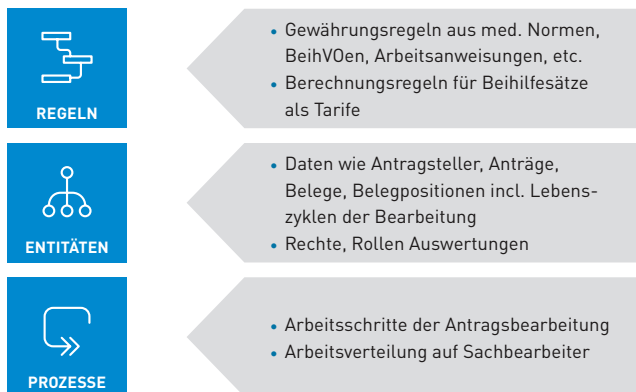 REGELN
• Gewährungsregeln aus med. Normen,
BeihVOen, Arbeitsanweisungen, etc.
• Berechnungsregeln für Beihilfesätze
als Tarife
ENTITÄTEN
• Daten wie Antragsteller, Anträge,
Belege, Belegpositionen incl. Lebens-
zyklen der Bearbeitung
• Rechte, Rollen Auswertungen
PROZESSE
• Arbeitsschritte der Antragsbearbeitung
• Arbeitsverteilung auf Sachbearbeiter